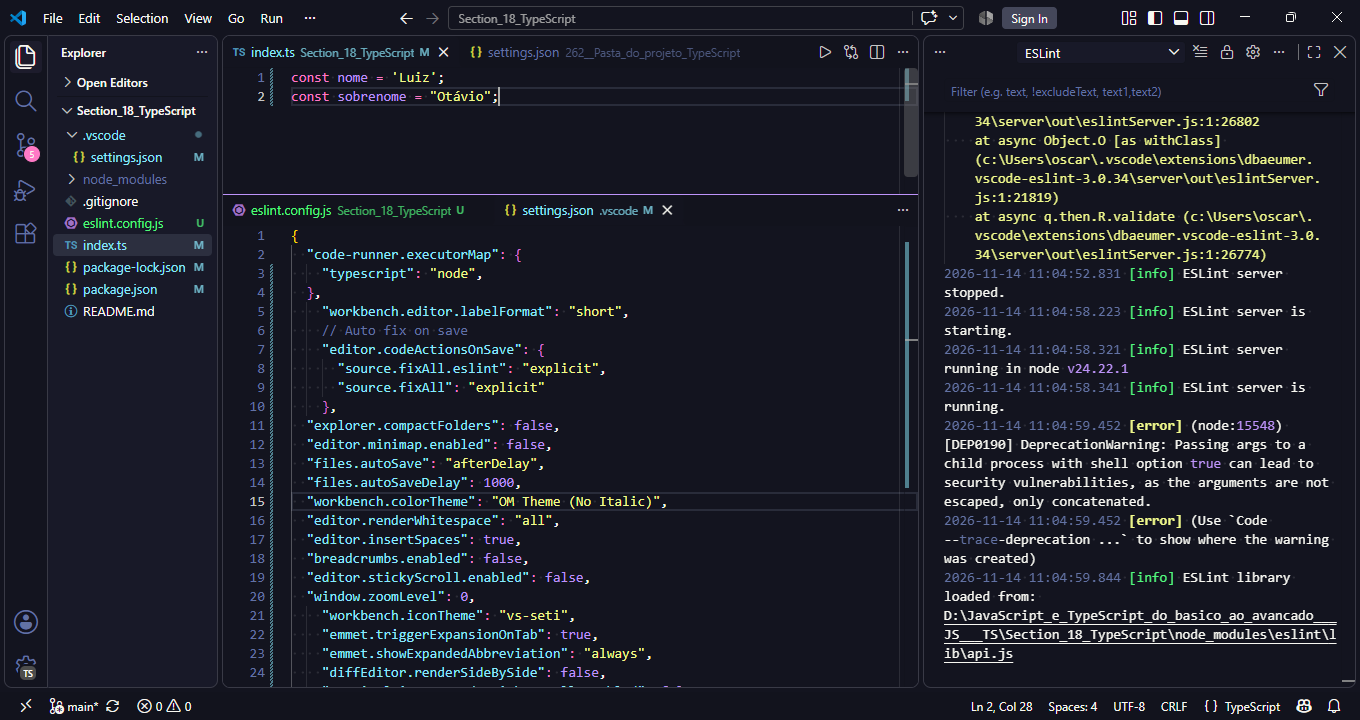 File Edit Selection View Go Run ··· Section_18_TypeScript Sign In
Explorer ···
Open Editors
Section_18_TypeScript
.vscode
{} settings.json M
node_modules
.gitignore
eslint.config.js U
TS index.ts M
{} package-lock.json M
{} package.json M
README.md
5
TS
TS index.ts Section_18_TypeScript M
{} settings.json 262__Pasta_do_projeto_TypeScript
···
1 const nome = 'Luiz';
2 const sobrenome = "Otávio";
eslint.config.js Section_18_TypeScript U
{} settings.json .vscode M
···
1 {
2 "code-runner.executorMap": {
3 "typescript": "node",
4 },
5 "workbench.editor.labelFormat": "short",
6 // Auto fix on save
7 "editor.codeActionsOnSave": {
8 "source.fixAll.eslint": "explicit",
9 "source.fixAll": "explicit"
10 },
11 "explorer.compactFolders": false,
12 "editor.minimap.enabled": false,
13 "files.autoSave": "afterDelay",
14 "files.autoSaveDelay": 1000,
15 "workbench.colorTheme": "OM Theme (No Italic)",
16 "editor.renderWhitespace": "all",
17 "editor.insertSpaces": true,
18 "breadcrumbs.enabled": false,
19 "editor.stickyScroll.enabled": false,
20 "window.zoomLevel": 0,
21 "workbench.iconTheme": "vs-seti",
22 "emmet.triggerExpansionOnTab": true,
23 "emmet.showExpandedAbbreviation": "always",
24 "diffEditor.renderSideBySide": false,
··· ESLint ···
Filter (e.g. text, !excludeText, text1,text2)
34\server\out\eslintServer.js:1:26802
at async Object.O [as withClass]
(c:\Users\oscar\.vscode\extensions\dbaeumer.
vscode-eslint-3.0.34\server\out\eslintServer.
js:1:21819)
at async q.then.R.validate (c:\Users\oscar\.
vscode\extensions\dbaeumer.vscode-eslint-3.0.
34\server\out\eslintServer.js:1:26774)
2026-11-14 11:04:52.831 [info] ESLint server
stopped.
2026-11-14 11:04:58.223 [info] ESLint server is
starting.
2026-11-14 11:04:58.321 [info] ESLint server
running in node v24.22.1
2026-11-14 11:04:58.341 [info] ESLint server is
running.
2026-11-14 11:04:59.452 [error] (node:15548)
[DEP0190] DeprecationWarning: Passing args to a
child process with shell option true can lead to
security vulnerabilities, as the arguments are not
escaped, only concatenated.
2026-11-14 11:04:59.452 [error] (Use `Code
--trace-deprecation ...` to show where the warning
was created)
2026-11-14 11:04:59.844 [info] ESLint library
loaded from:
D:\JavaScript_e_TypeScript_do_basico_ao_avancado___
JS___TS\Section_18_TypeScript\node_modules\eslint\l
ib\api.js
main* 0 0 Ln 2, Col 28 Spaces: 4 UTF-8 CRLF {} TypeScript